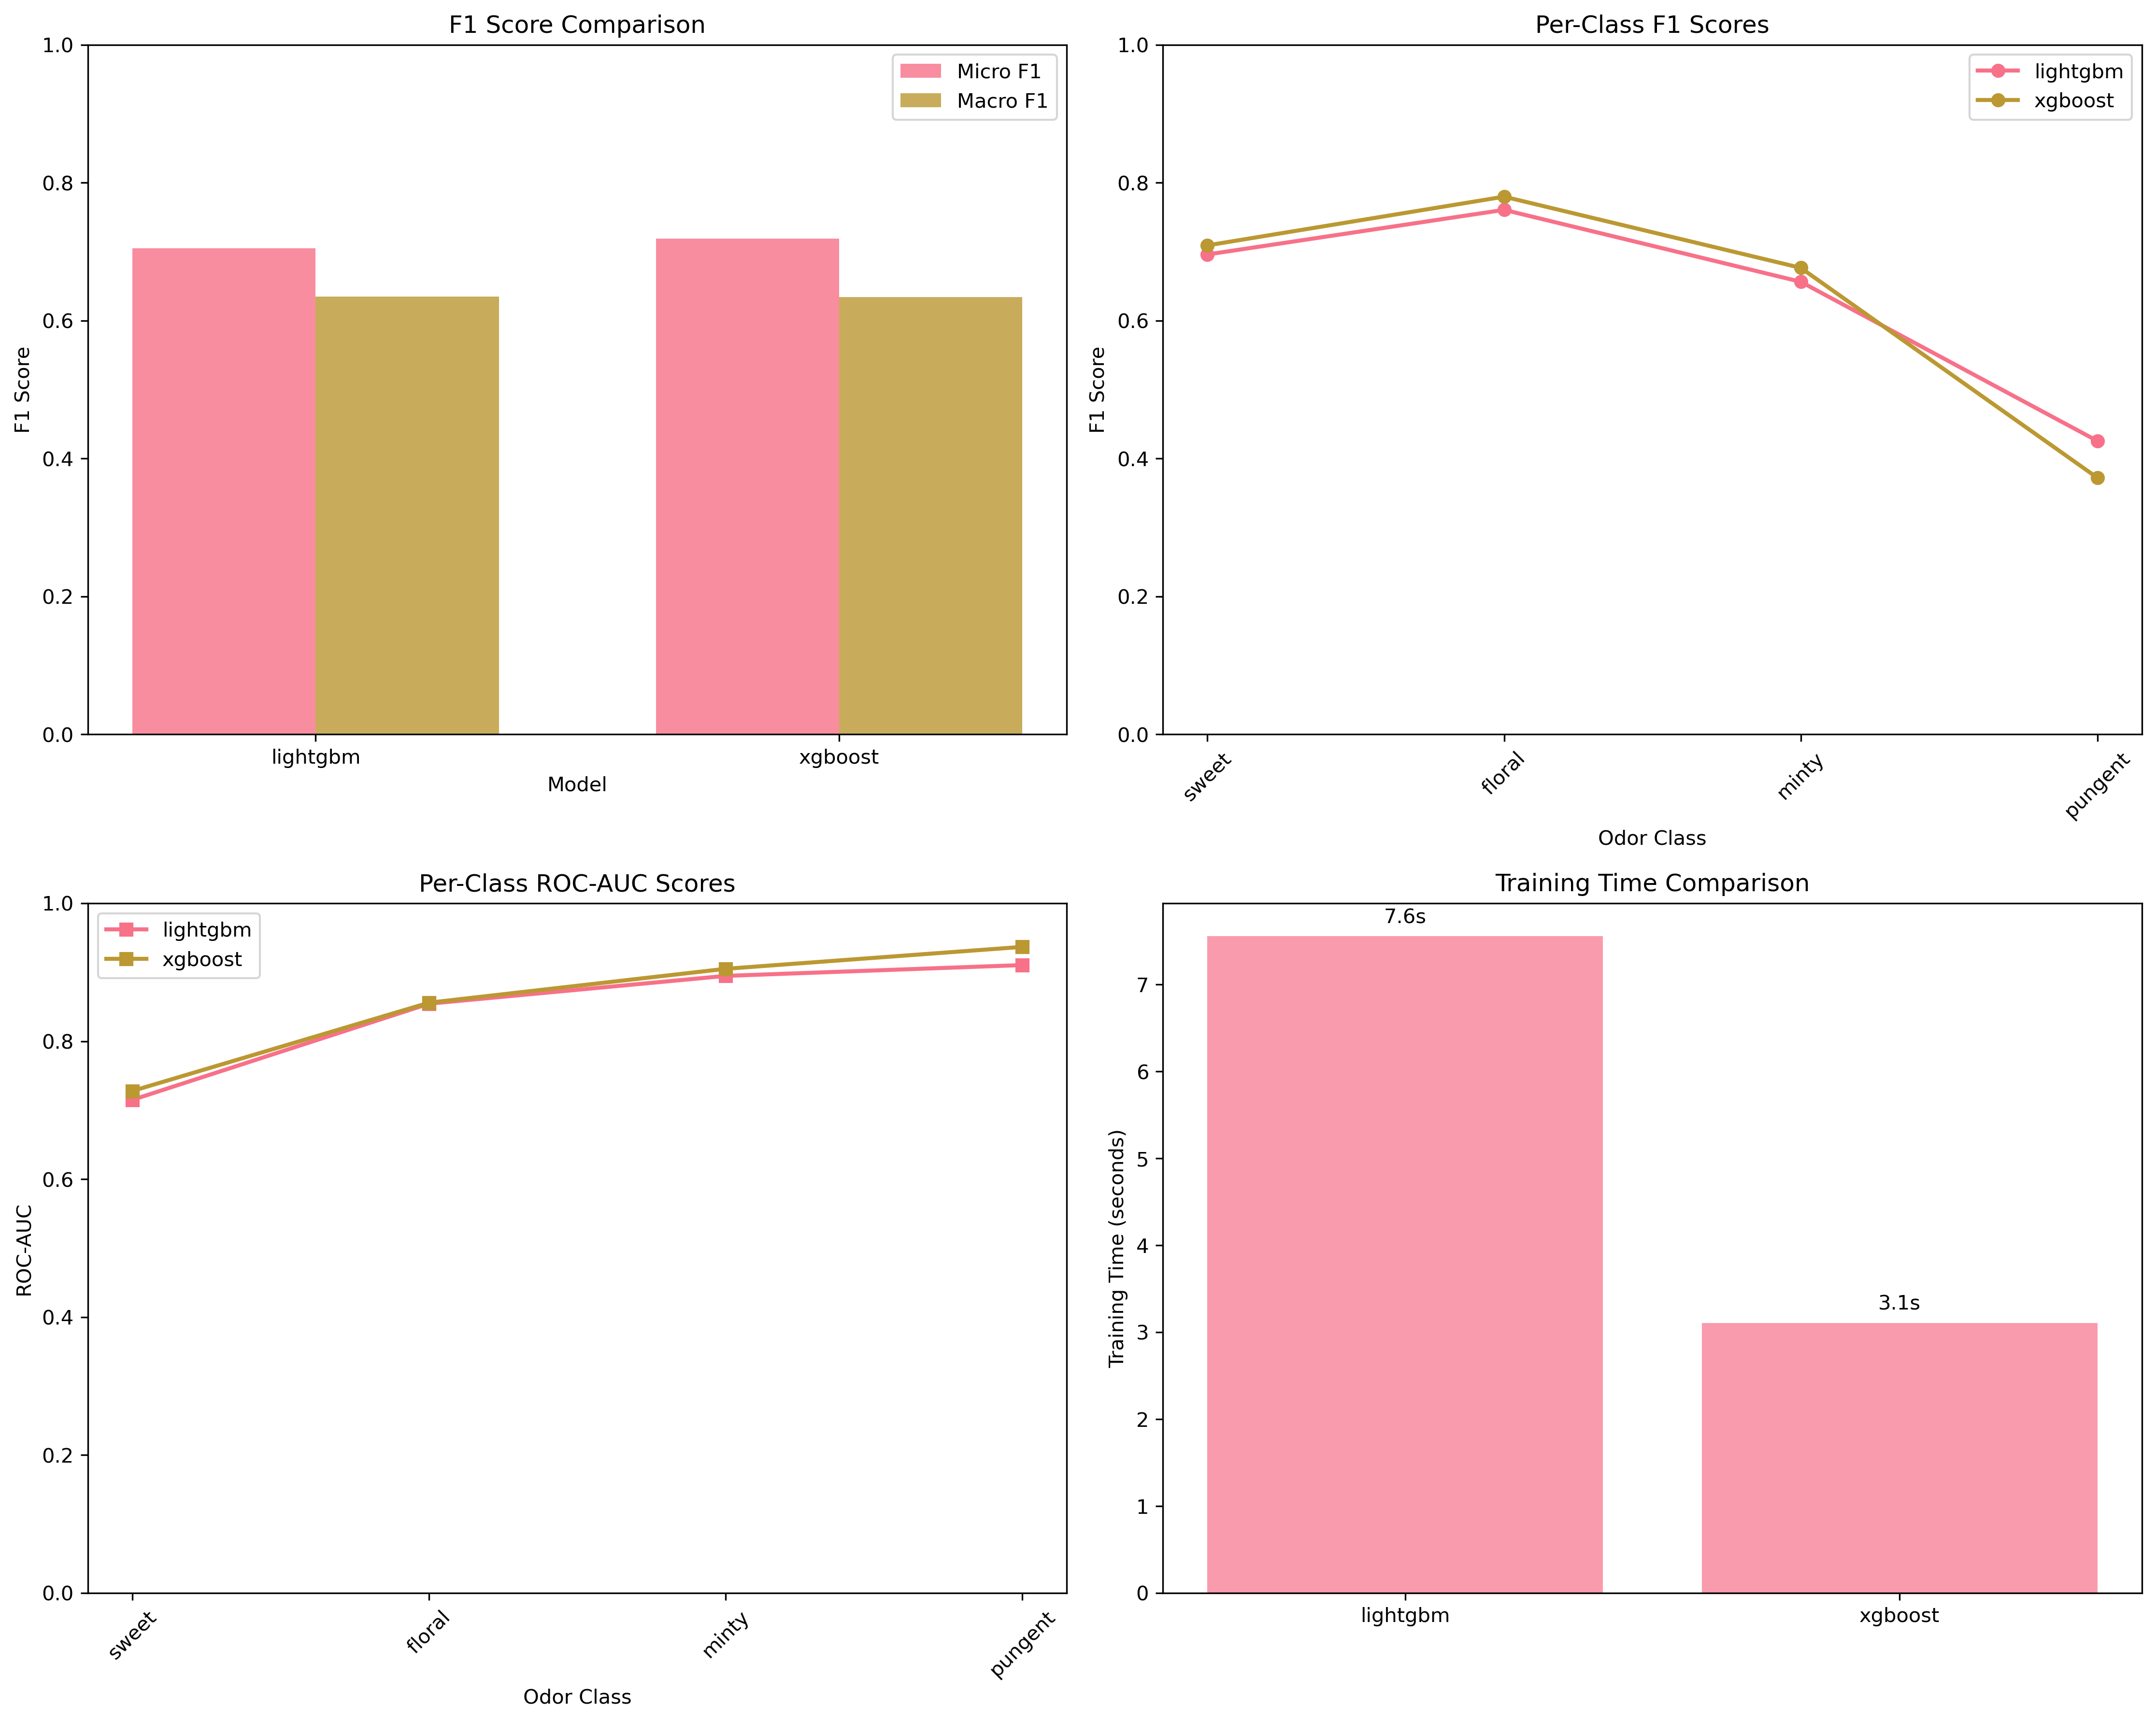 F1 Score Comparison
1.0
0.8
0.6
0.4
0.2
0.0
F1 Score
Micro F1
Macro F1
lightgbm
xgboost
Model
Per-Class F1 Scores
1.0
0.8
0.6
0.4
0.2
0.0
F1 Score
lightgbm
xgboost
sweet
floral
minty
pungent
Odor Class
Per-Class ROC-AUC Scores
1.0
0.8
0.6
0.4
0.2
0.0
ROC-AUC
lightgbm
xgboost
sweet
floral
minty
pungent
Odor Class
Training Time Comparison
7
6
5
4
3
2
1
0
Training Time (seconds)
7.6s
3.1s
lightgbm
xgboost